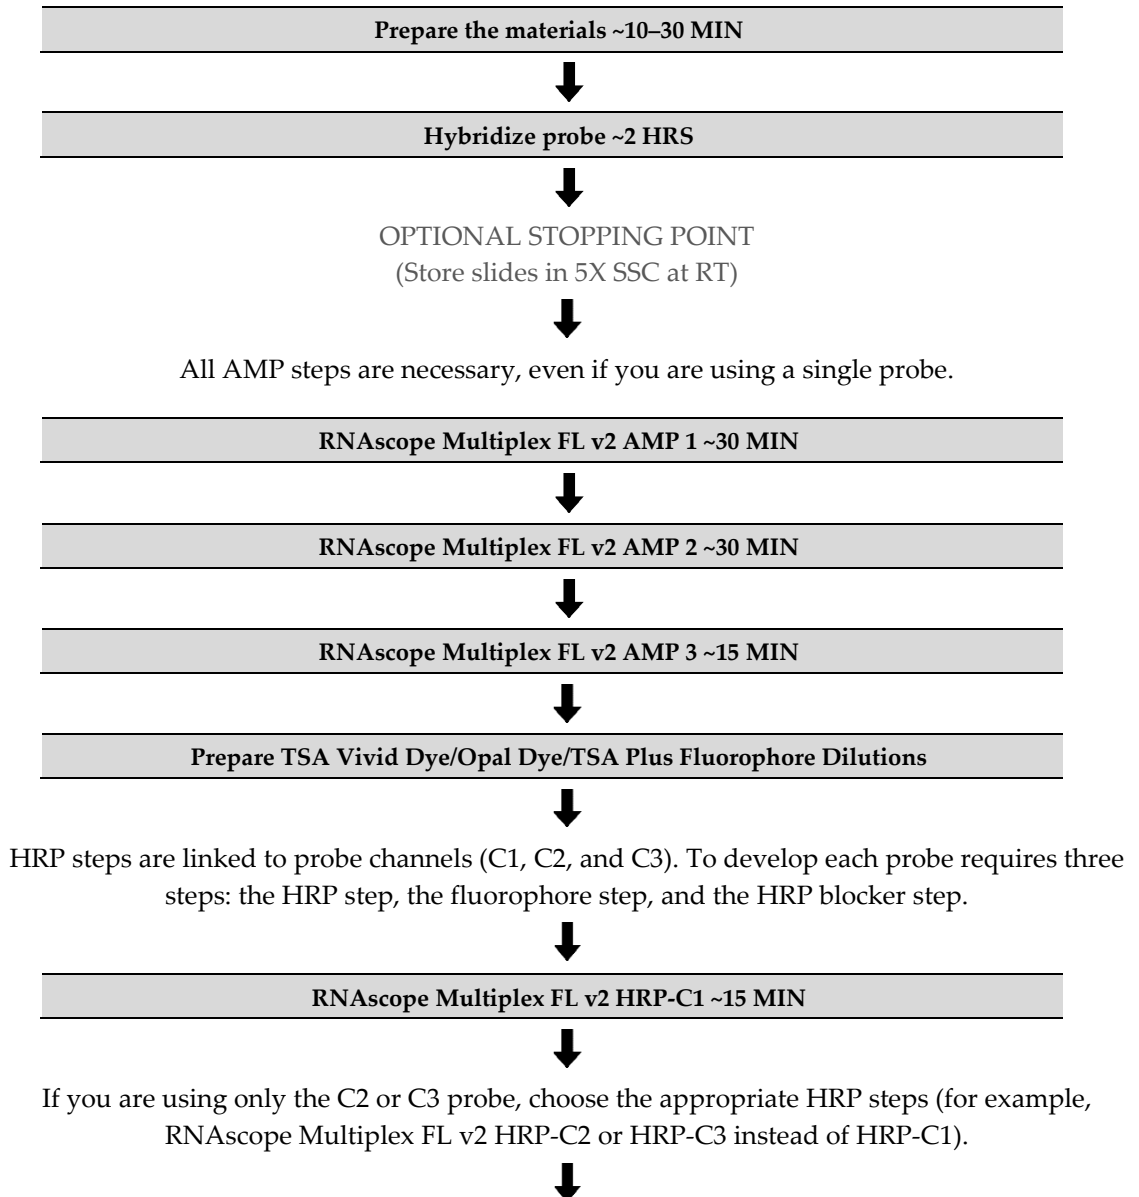 Prepare the materials ~10–30 MIN
Hybridize probe ~2 HRS
OPTIONAL STOPPING POINT
(Store slides in 5X SSC at RT)
All AMP steps are necessary, even if you are using a single probe.
RNAscope Multiplex FL v2 AMP 1 ~30 MIN
RNAscope Multiplex FL v2 AMP 2 ~30 MIN
RNAscope Multiplex FL v2 AMP 3 ~15 MIN
Prepare TSA Vivid Dye/Opal Dye/TSA Plus Fluorophore Dilutions
HRP steps are linked to probe channels (C1, C2, and C3). To develop each probe requires three
steps: the HRP step, the fluorophore step, and the HRP blocker step.
RNAscope Multiplex FL v2 HRP-C1 ~15 MIN
If you are using only the C2 or C3 probe, choose the appropriate HRP steps (for example,
RNAscope Multiplex FL v2 HRP-C2 or HRP-C3 instead of HRP-C1).